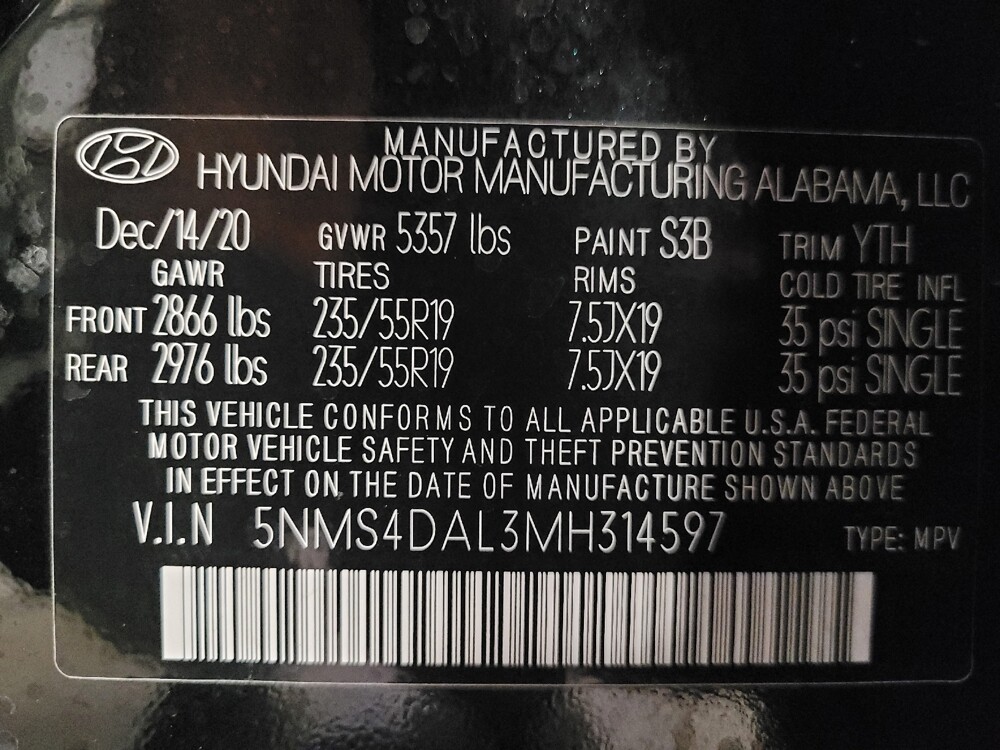 MANUFACTURED BY
HYUNDAI MOTOR MANUFACTURING ALABAMA, LLC
Dec/14/20 GVWR 5357 lbs PAINT S3B TRIM YTH
GAWR TIRES RIMS COLD TIRE INFL
FRONT 2866 lbs 235/55R19 7.5JX19 35 psi SINGLE
REAR 2976 lbs 235/55R19 7.5JX19 35 psi SINGLE
THIS VEHICLE CONFORMS TO ALL APPLICABLE U.S.A. FEDERAL
MOTOR VEHICLE SAFETY AND THEFT PREVENTION STANDARDS
IN EFFECT ON THE DATE OF MANUFACTURE SHOWN ABOVE
V.I.N 5NMS4DAL3MH314597 TYPE: MPV